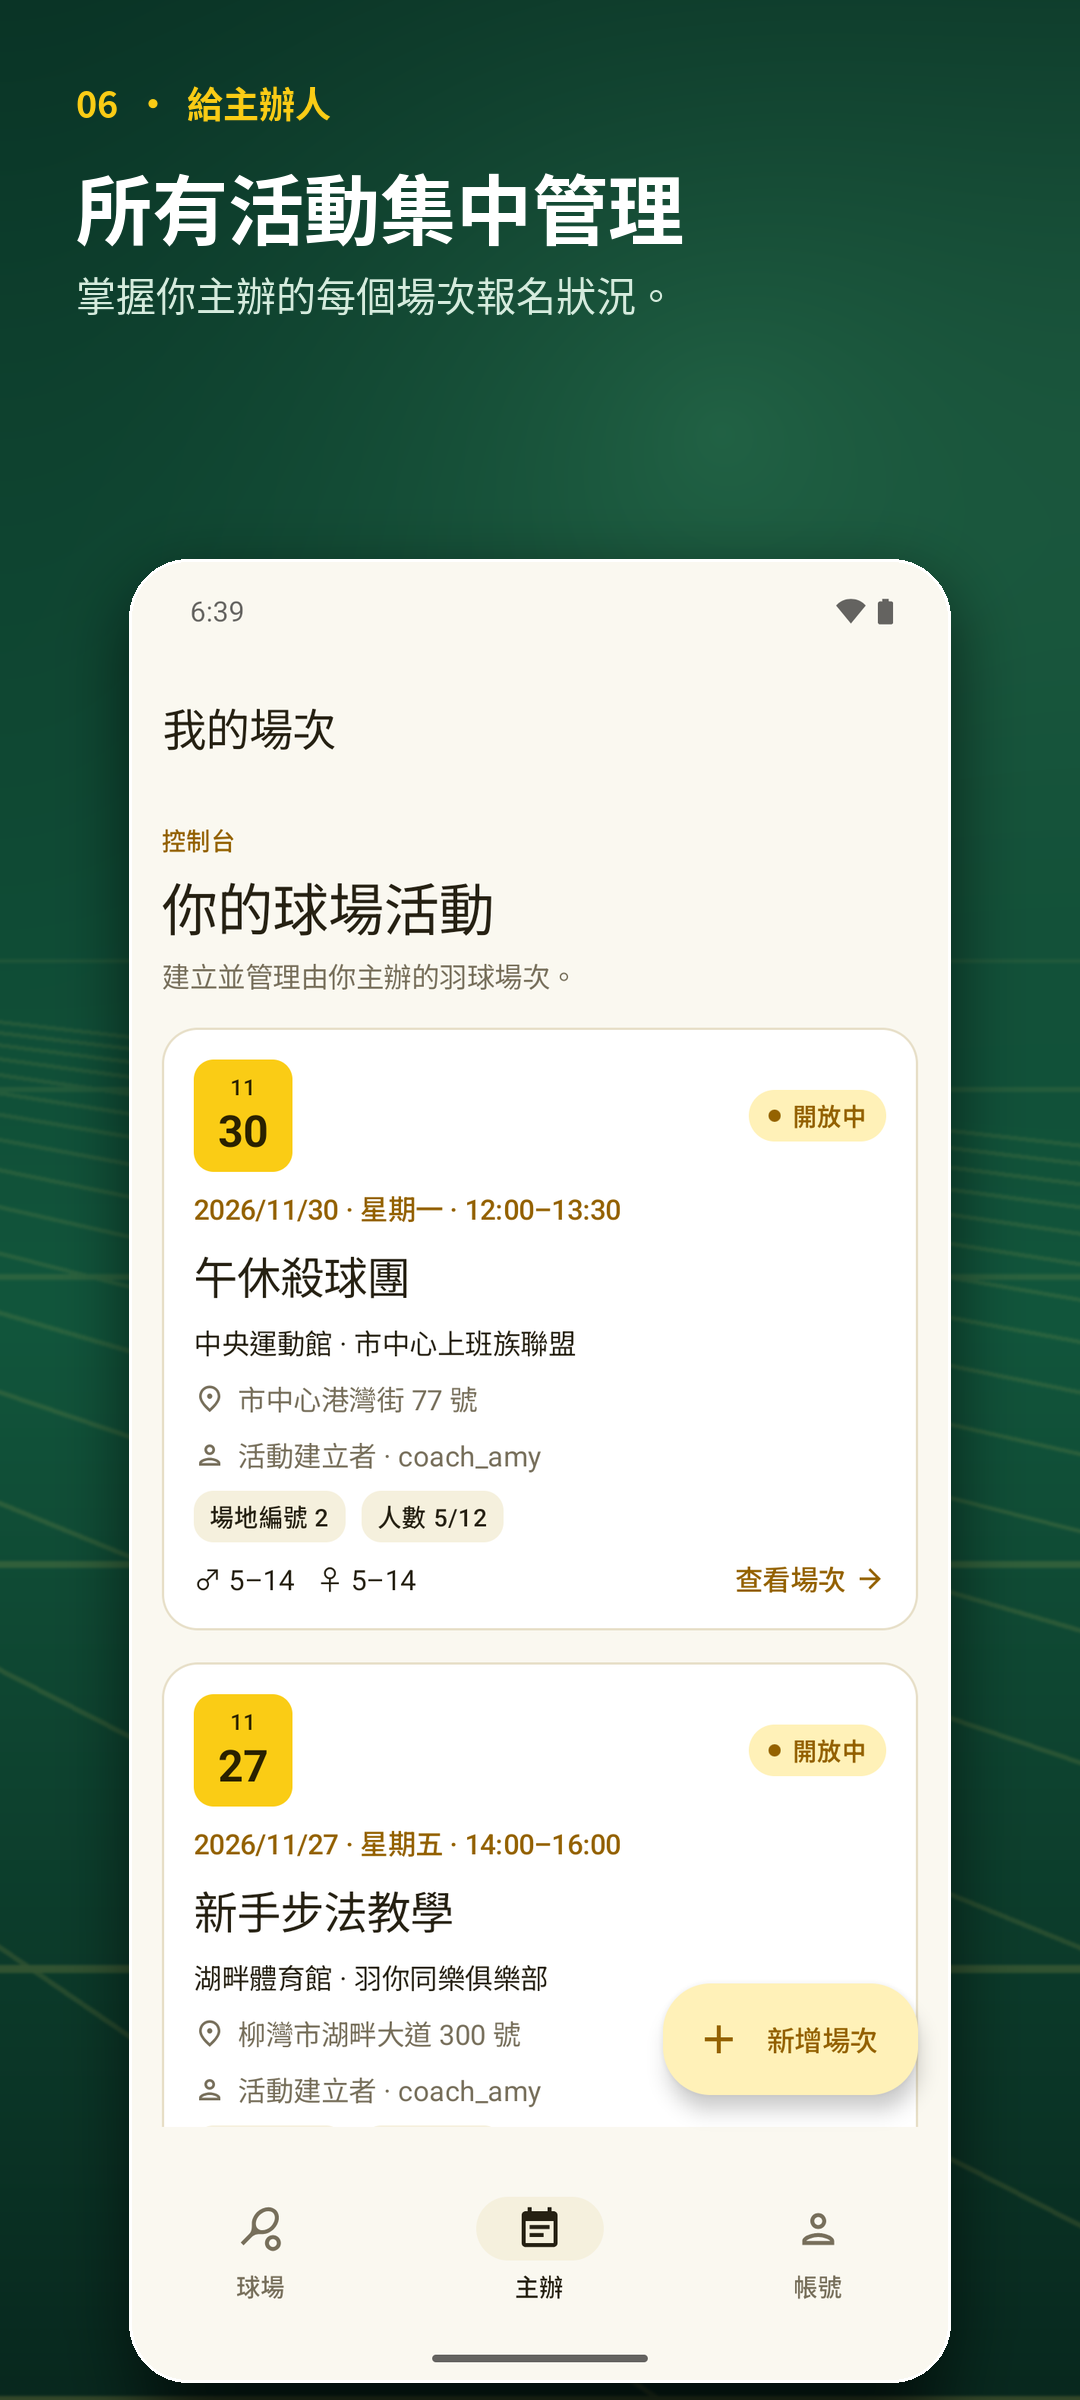 06 • 給主辦人
所有活動集中管理
掌握你主辦的每個場次報名狀況。
6:39
我的場次
控制台
你的球場活動
建立並管理由你主辦的羽球場次。
11
30
開放中
2026/11/30 · 星期一 · 12:00–13:30
午休殺球團
中央運動館 · 市中心上班族聯盟
市中心港灣街 77 號
活動建立者 · coach_amy
場地編號 2 人數 5/12
♂ 5–14 ♀ 5–14 查看場次 →
11
27
開放中
2026/11/27 · 星期五 · 14:00–16:00
新手步法教學
湖畔體育館 · 羽你同樂俱樂部
柳灣市湖畔大道 300 號
活動建立者 · coach_amy
+ 新增場次
球場 主辦 帳號